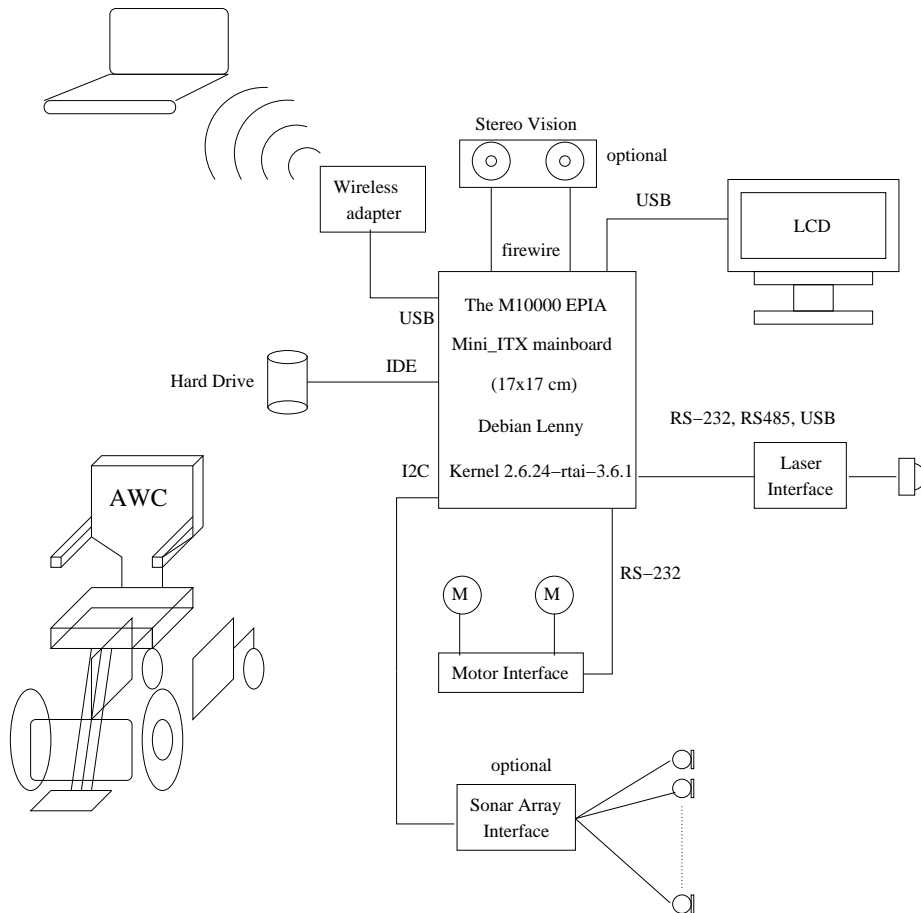 Stereo Vision
optional
Wireless
adapter
USB
LCD
firewire
The M10000 EPIA
USB
Mini_ITX mainboard
IDE
Hard Drive
(17x17 cm)
RS−232, RS485, USB
Debian Lenny
I2C
Kernel 2.6.24−rtai−3.6.1
Laser
Interface
AWC
RS−232
M
M
Motor Interface
optional
Sonar Array
Interface